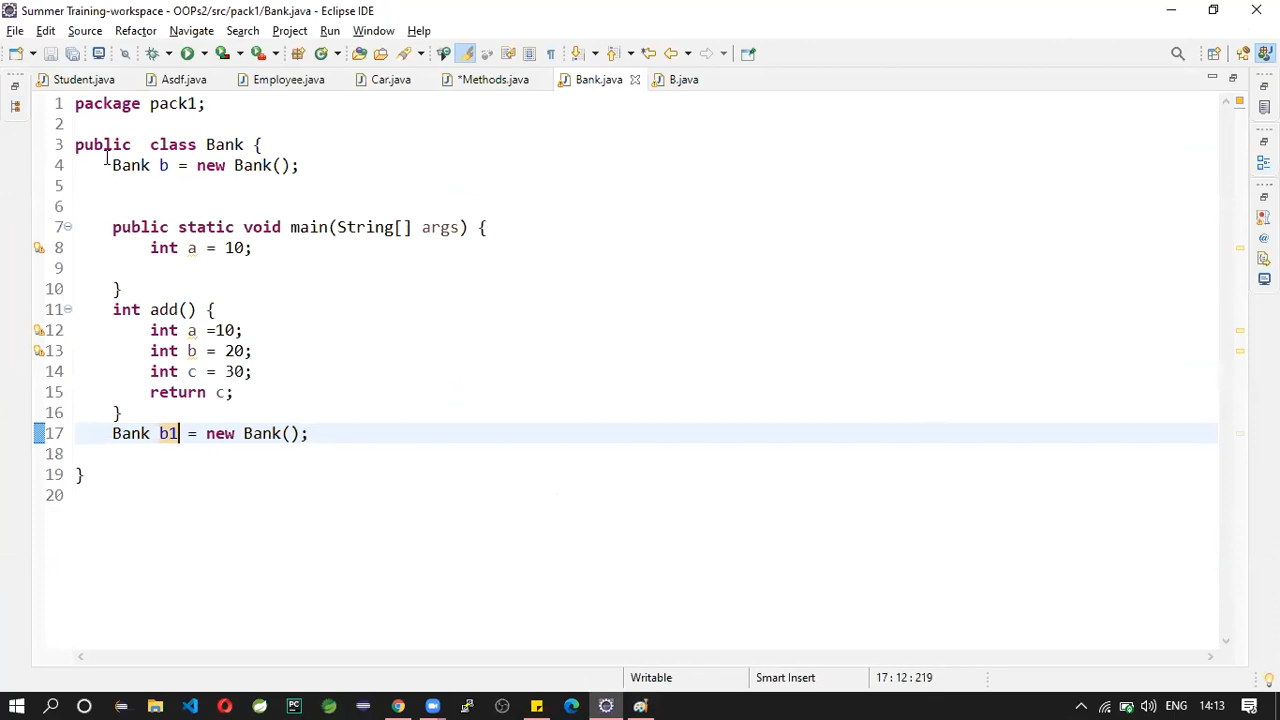 Summer Training-workspace - OOPs2/src/pack1/Bank.java - Eclipse IDE
File Edit Source Refactor Navigate Search Project Run Window Help
Student.java Asdf.java Employee.java Car.java *Methods.java Bank.java B.java
1 package pack1;
2
3 public  class Bank {
4 Bank b = new Bank();
5
6
7 public static void main(String[] args) {
8 int a = 10;
9
10 }
11 int add() {
12 int a =10;
13 int b = 20;
14 int c = 30;
15 return c;
16 }
17 Bank b1 = new Bank();
18
19 }
20
Writable Smart Insert 17 : 12 : 219
ENG 14:13